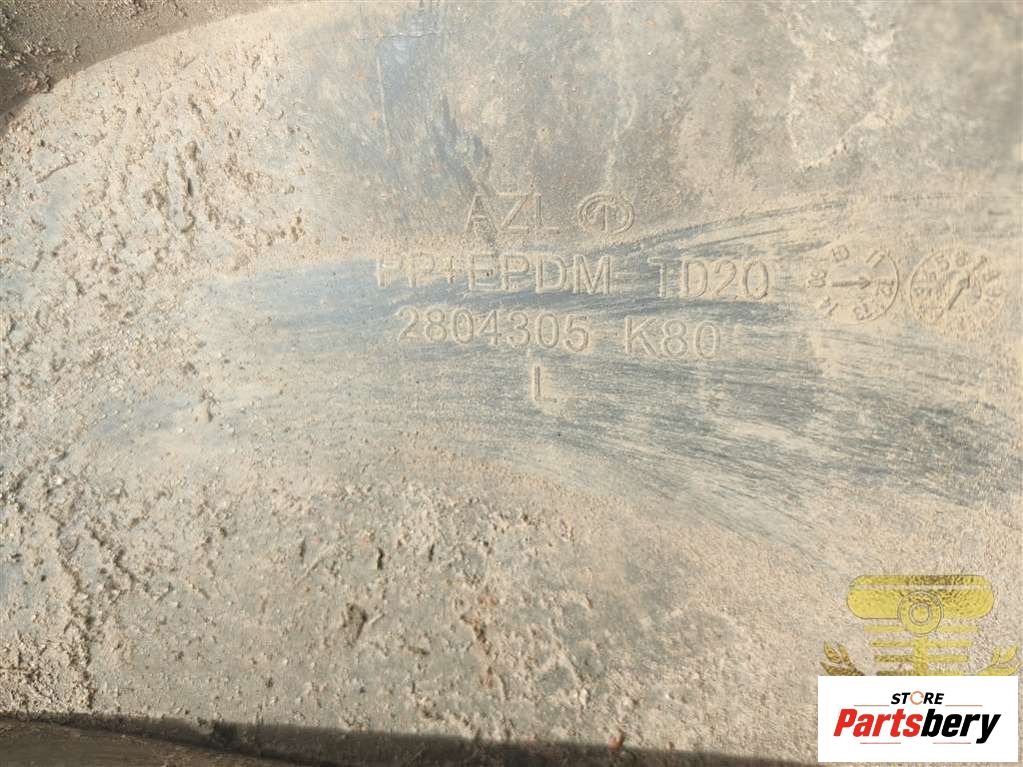 AZL
PP+EPDM-TD20
2804305-K80
L
STORE
Partsbery